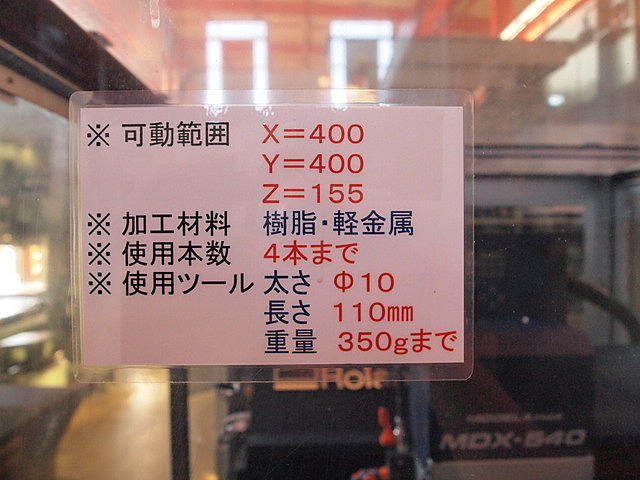 ※ 可動範囲 X＝400
Y＝400
Z＝155
※ 加工材料 樹脂・軽金属
※ 使用本数 4本まで
※ 使用ツール 太さ Φ10
長さ 110㎜
重量 350gまで
MDX-540